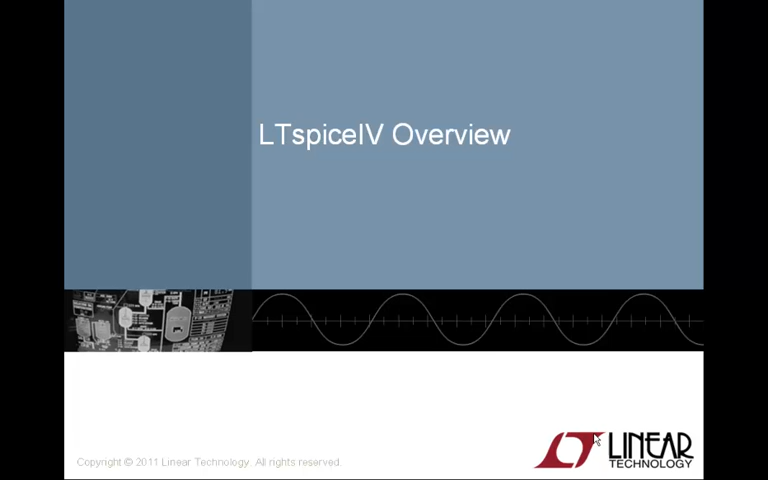 LTspiceIV Overview
LINEAR
TECHNOLOGY
Copyright © 2011 Linear Technology. All rights reserved.